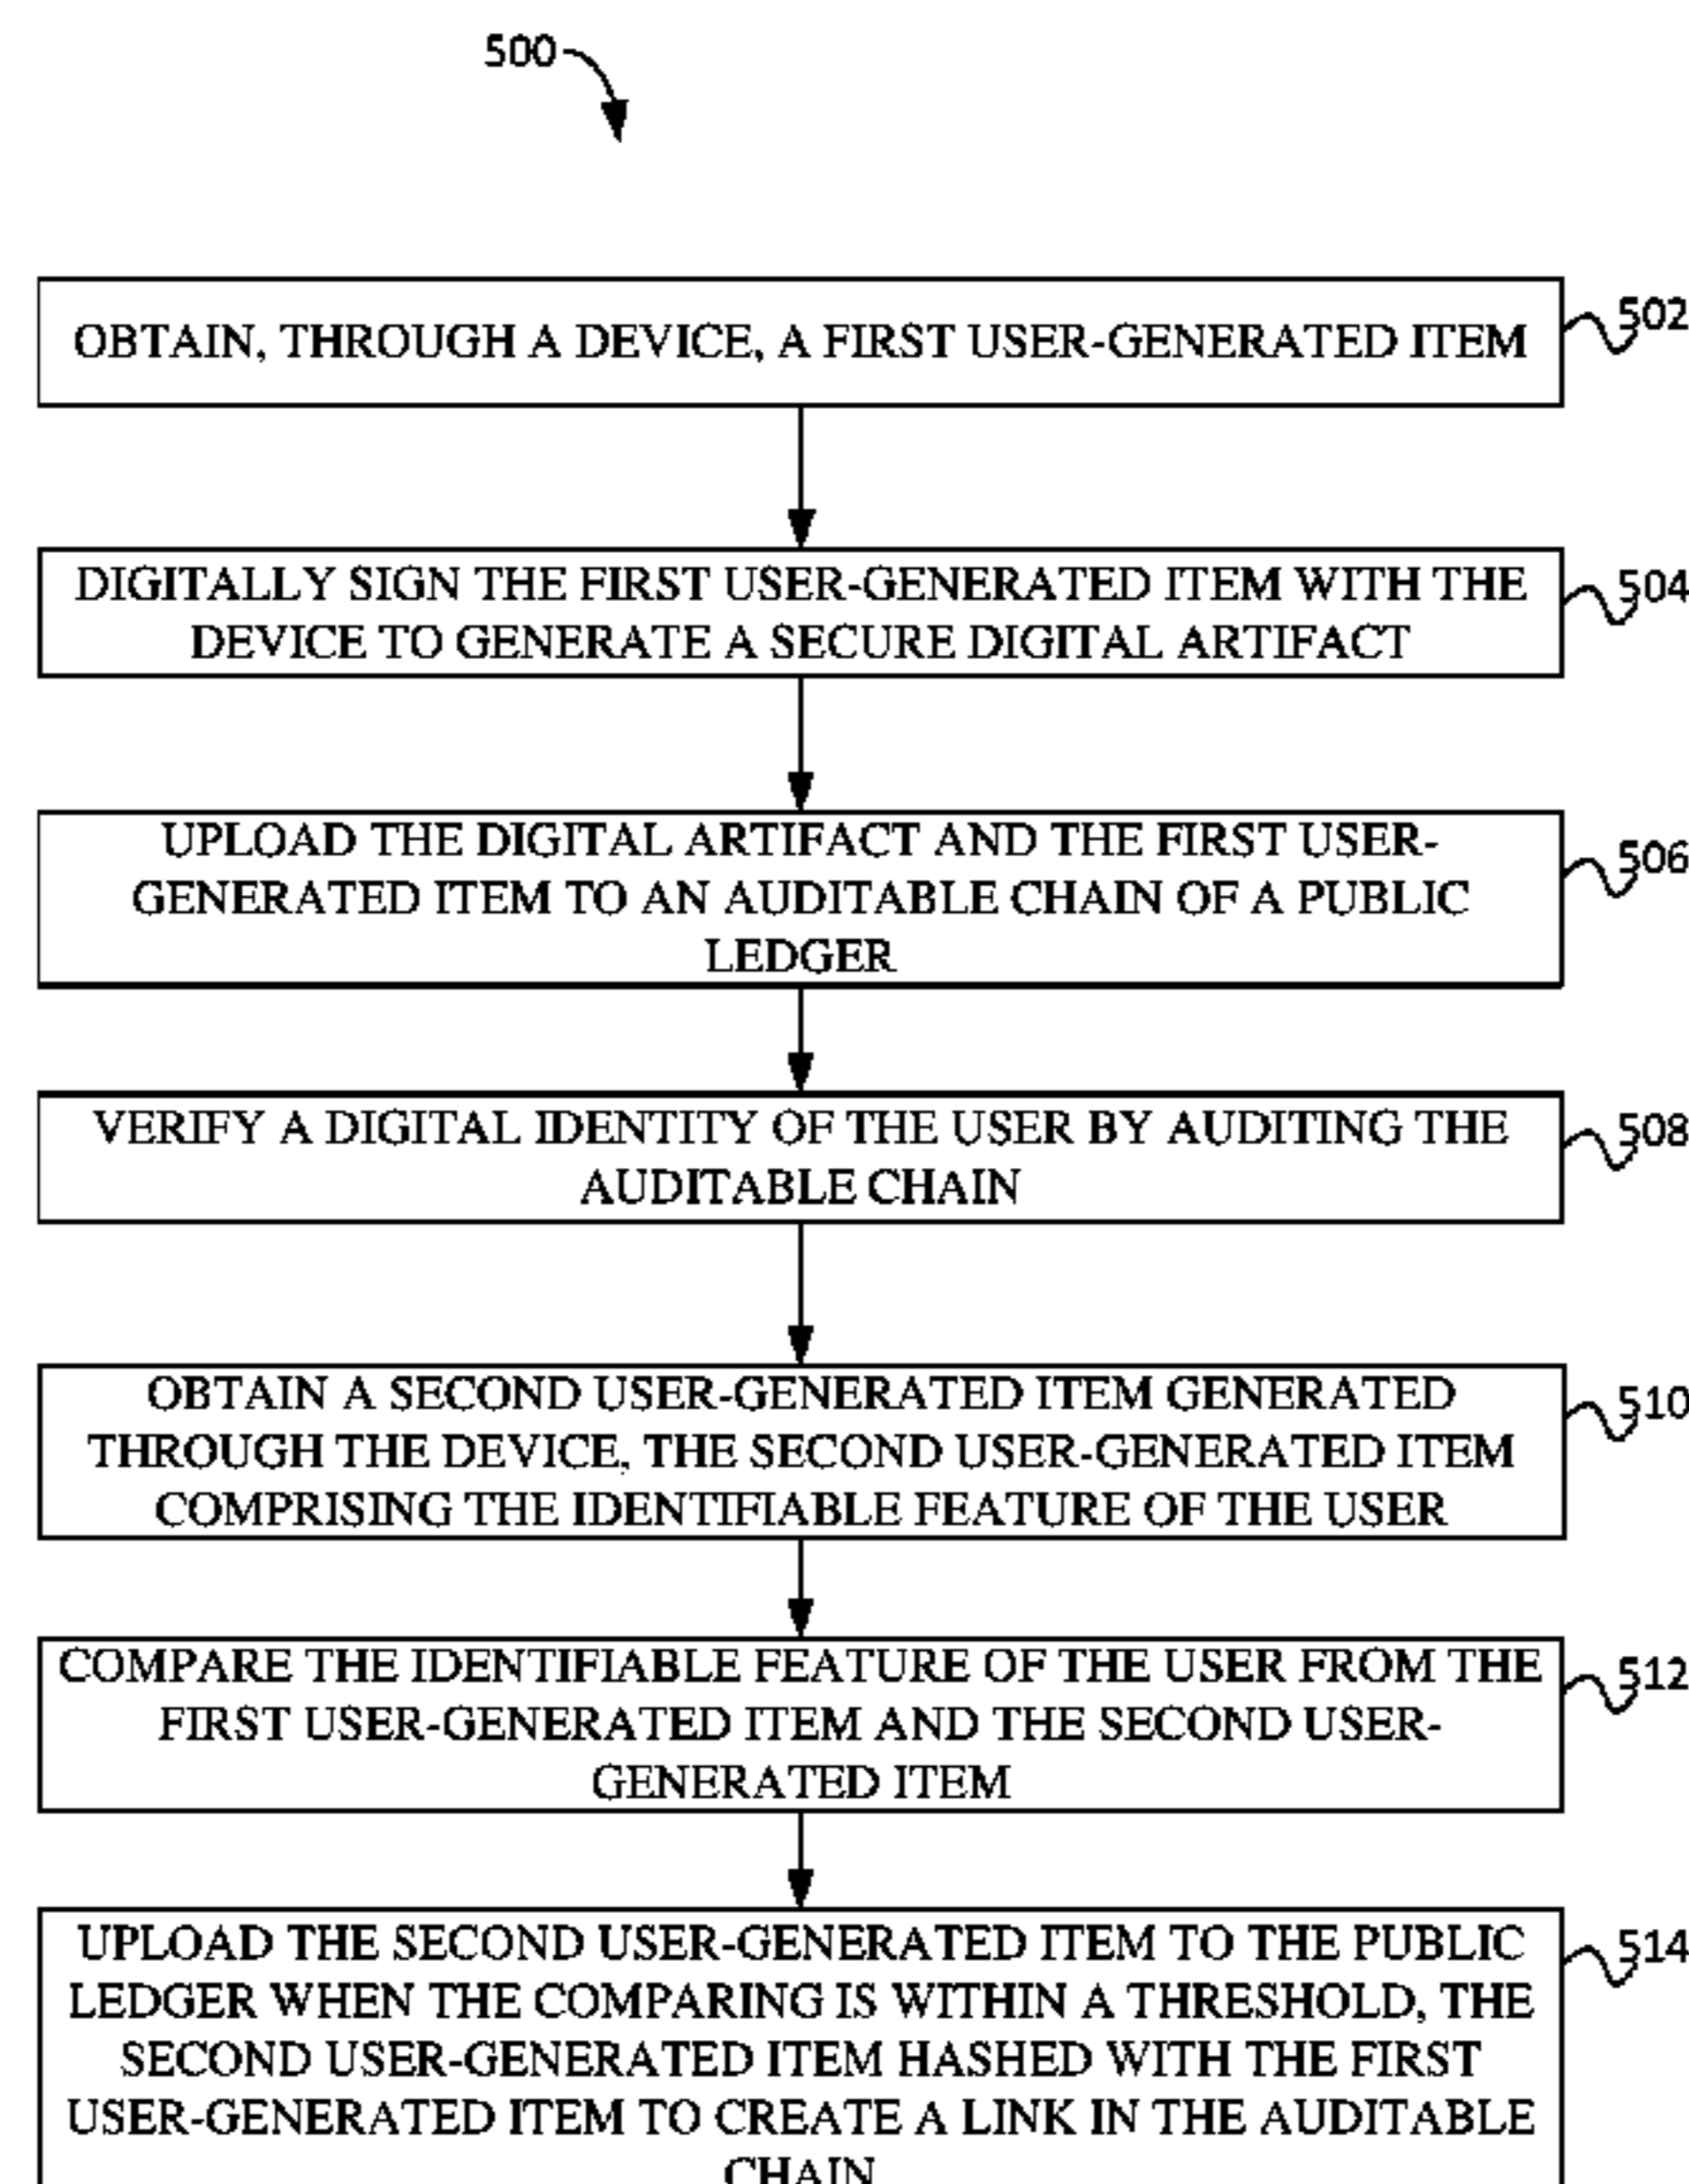 500
OBTAIN, THROUGH A DEVICE, A FIRST USER-GENERATED ITEM
502
DIGITALLY SIGN THE FIRST USER-GENERATED ITEM WITH THE
DEVICE TO GENERATE A SECURE DIGITAL ARTIFACT
504
UPLOAD THE DIGITAL ARTIFACT AND THE FIRST USER-
GENERATED ITEM TO AN AUDITABLE CHAIN OF A PUBLIC
LEDGER
506
VERIFY A DIGITAL IDENTITY OF THE USER BY AUDITING THE
AUDITABLE CHAIN
508
OBTAIN A SECOND USER-GENERATED ITEM GENERATED
THROUGH THE DEVICE, THE SECOND USER-GENERATED ITEM
COMPRISING THE IDENTIFIABLE FEATURE OF THE USER
510
COMPARE THE IDENTIFIABLE FEATURE OF THE USER FROM THE
FIRST USER-GENERATED ITEM AND THE SECOND USER-
GENERATED ITEM
512
UPLOAD THE SECOND USER-GENERATED ITEM TO THE PUBLIC
LEDGER WHEN THE COMPARING IS WITHIN A THRESHOLD, THE
SECOND USER-GENERATED ITEM HASHED WITH THE FIRST
USER-GENERATED ITEM TO CREATE A LINK IN THE AUDITABLE
CHAIN
514